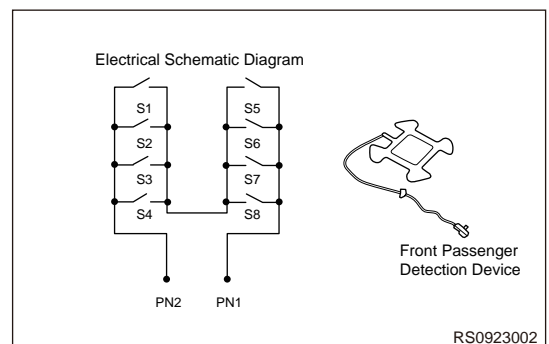 Electrical Schematic Diagram
S1
S5
S2
S6
S3
S7
S4
S8
Front Passenger
Detection Device
PN2
PN1
RS0923002